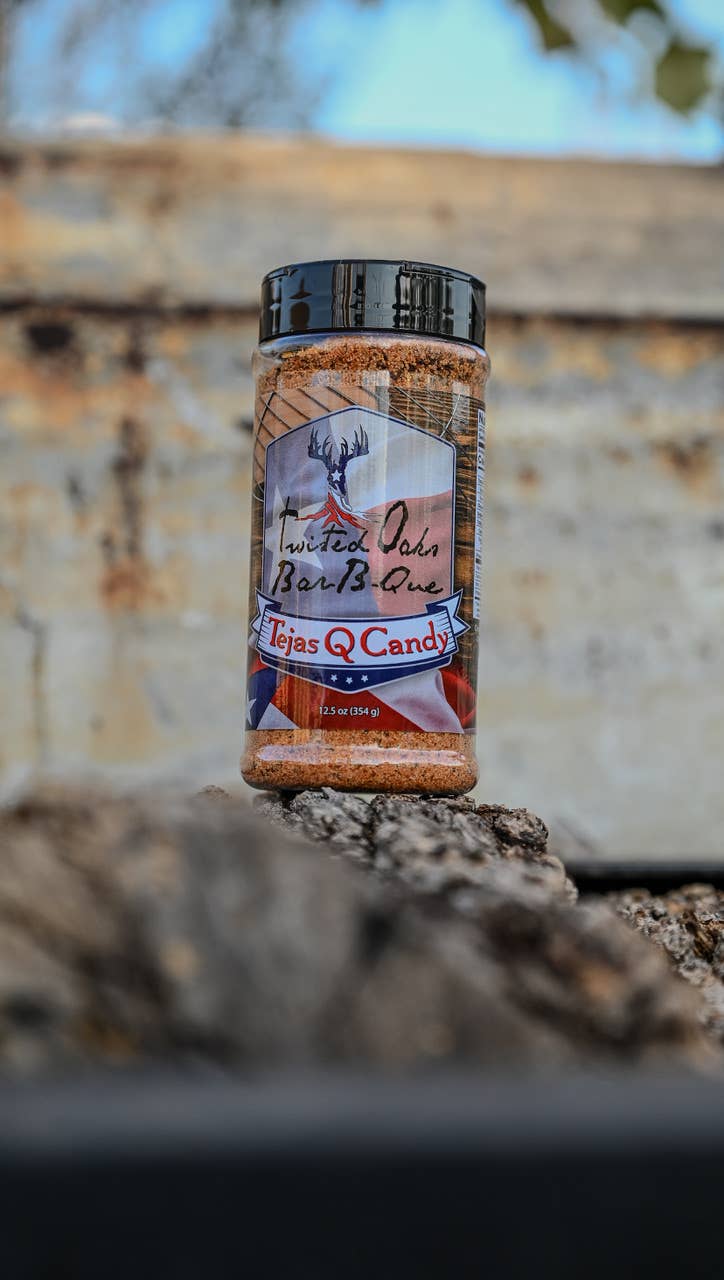 Twisted Oaks
Bar-B-Que
Tejas Q Candy
12.5 oz (354 g)